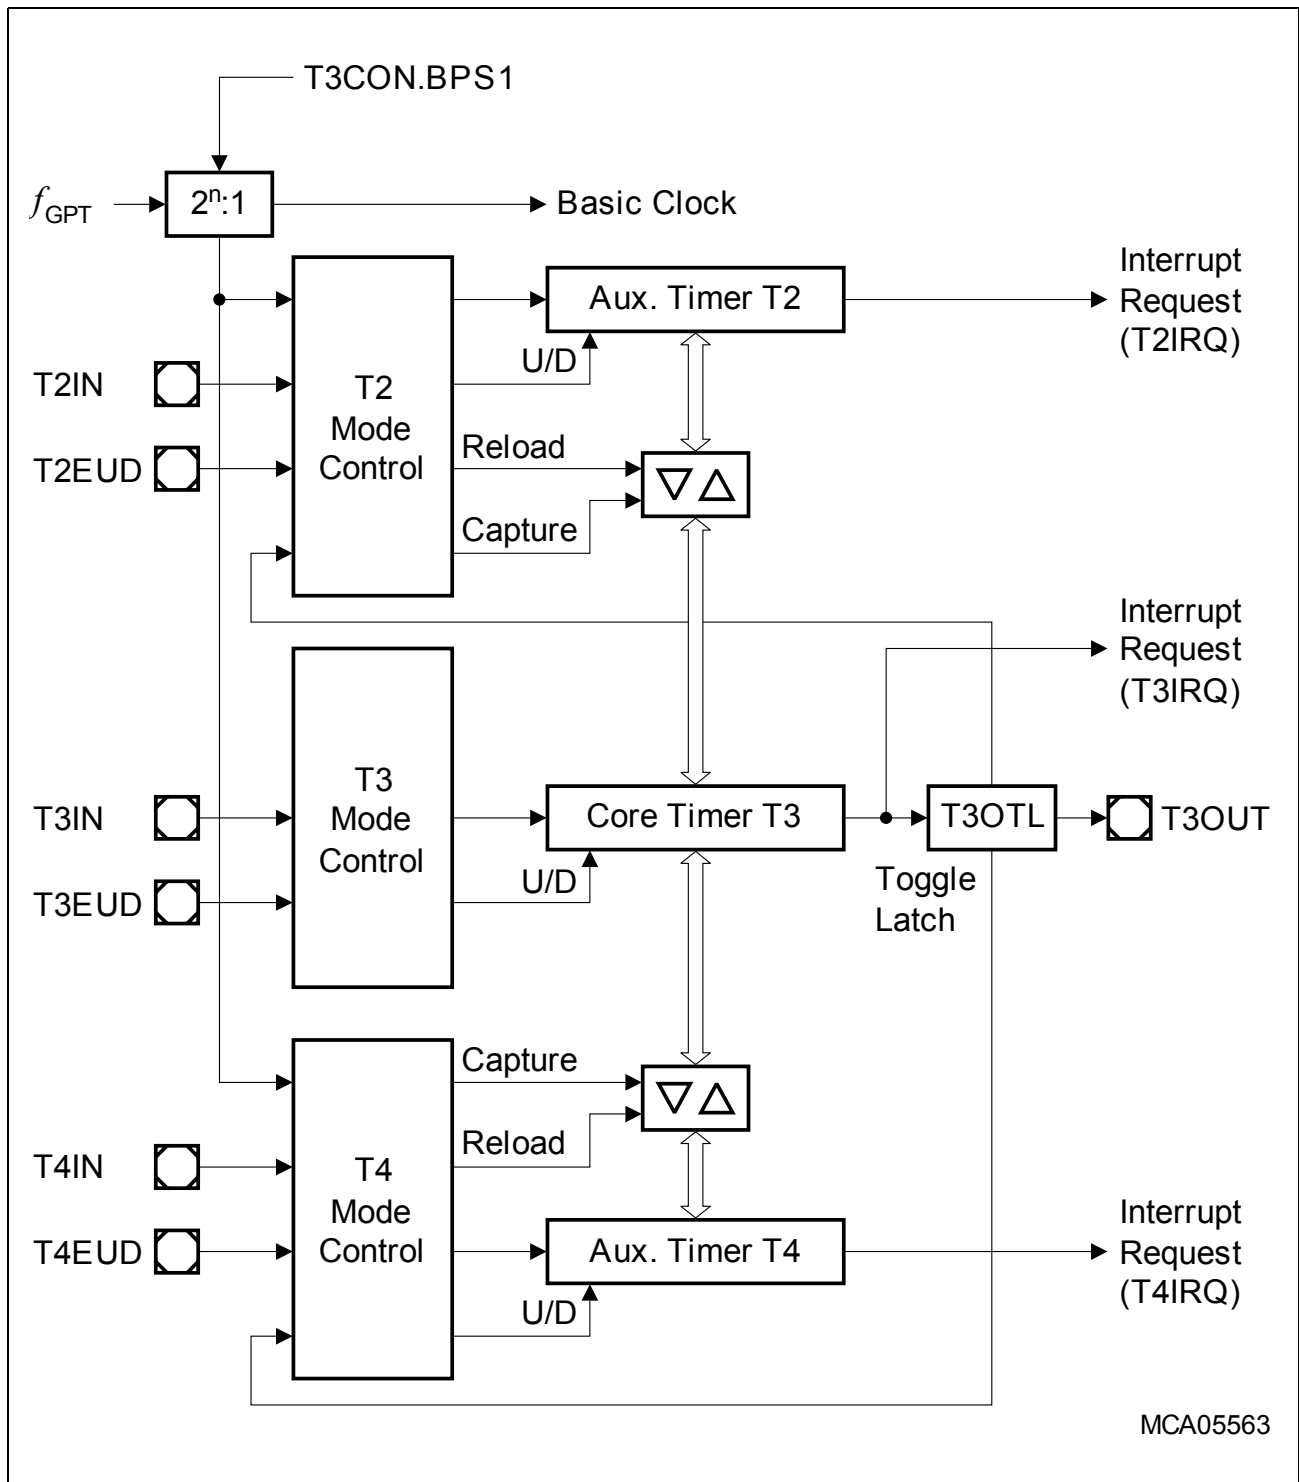 T3CON.BPS1
fGPT
2ⁿ:1
Basic Clock
Interrupt
Request
(T2IRQ)
Aux. Timer T2
U/D
T2IN
T2
Mode
Control
T2EUD
Reload
Capture
Interrupt
Request
(T3IRQ)
T3IN
T3
Mode
Control
Core Timer T3
T3OTL
T3OUT
U/D
Toggle
Latch
T3EUD
Capture
Reload
T4IN
T4
Mode
Control
T4EUD
Aux. Timer T4
U/D
Interrupt
Request
(T4IRQ)
MCA05563